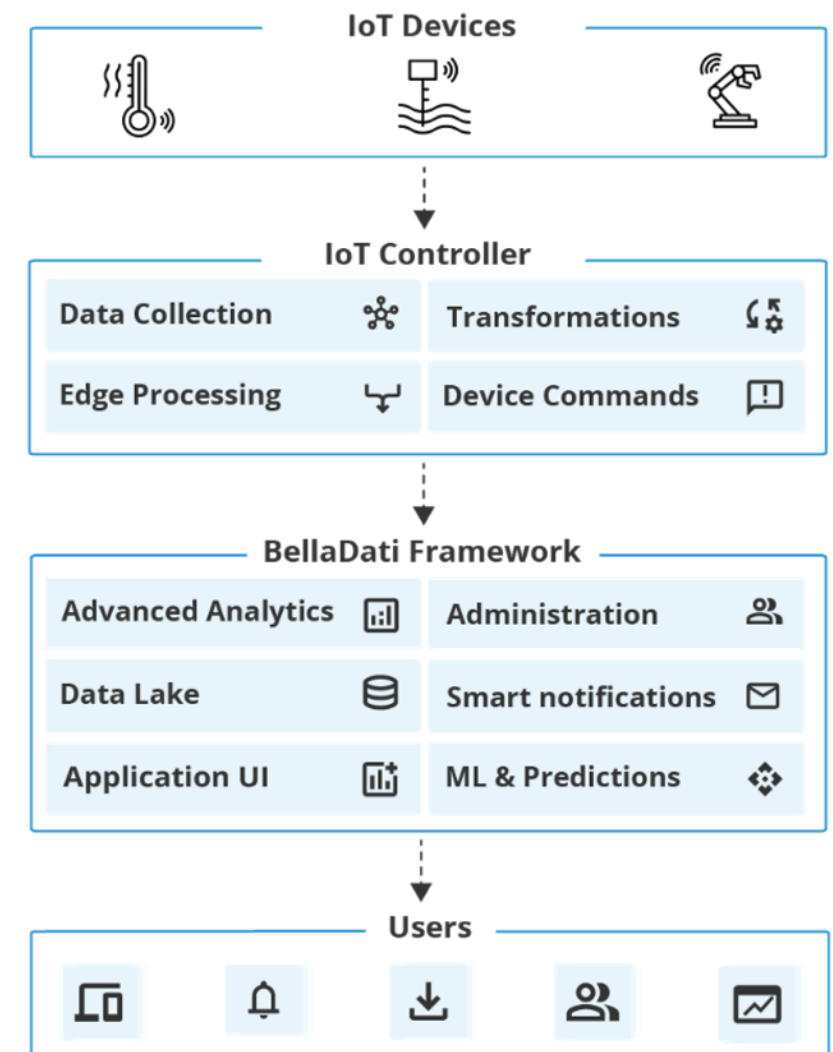 IoT Devices
IoT Controller
Data Collection
Transformations
Edge Processing
Device Commands
BellaDati Framework
Advanced Analytics
Administration
Data Lake
Smart notifications
Application UI
ML & Predictions
Users